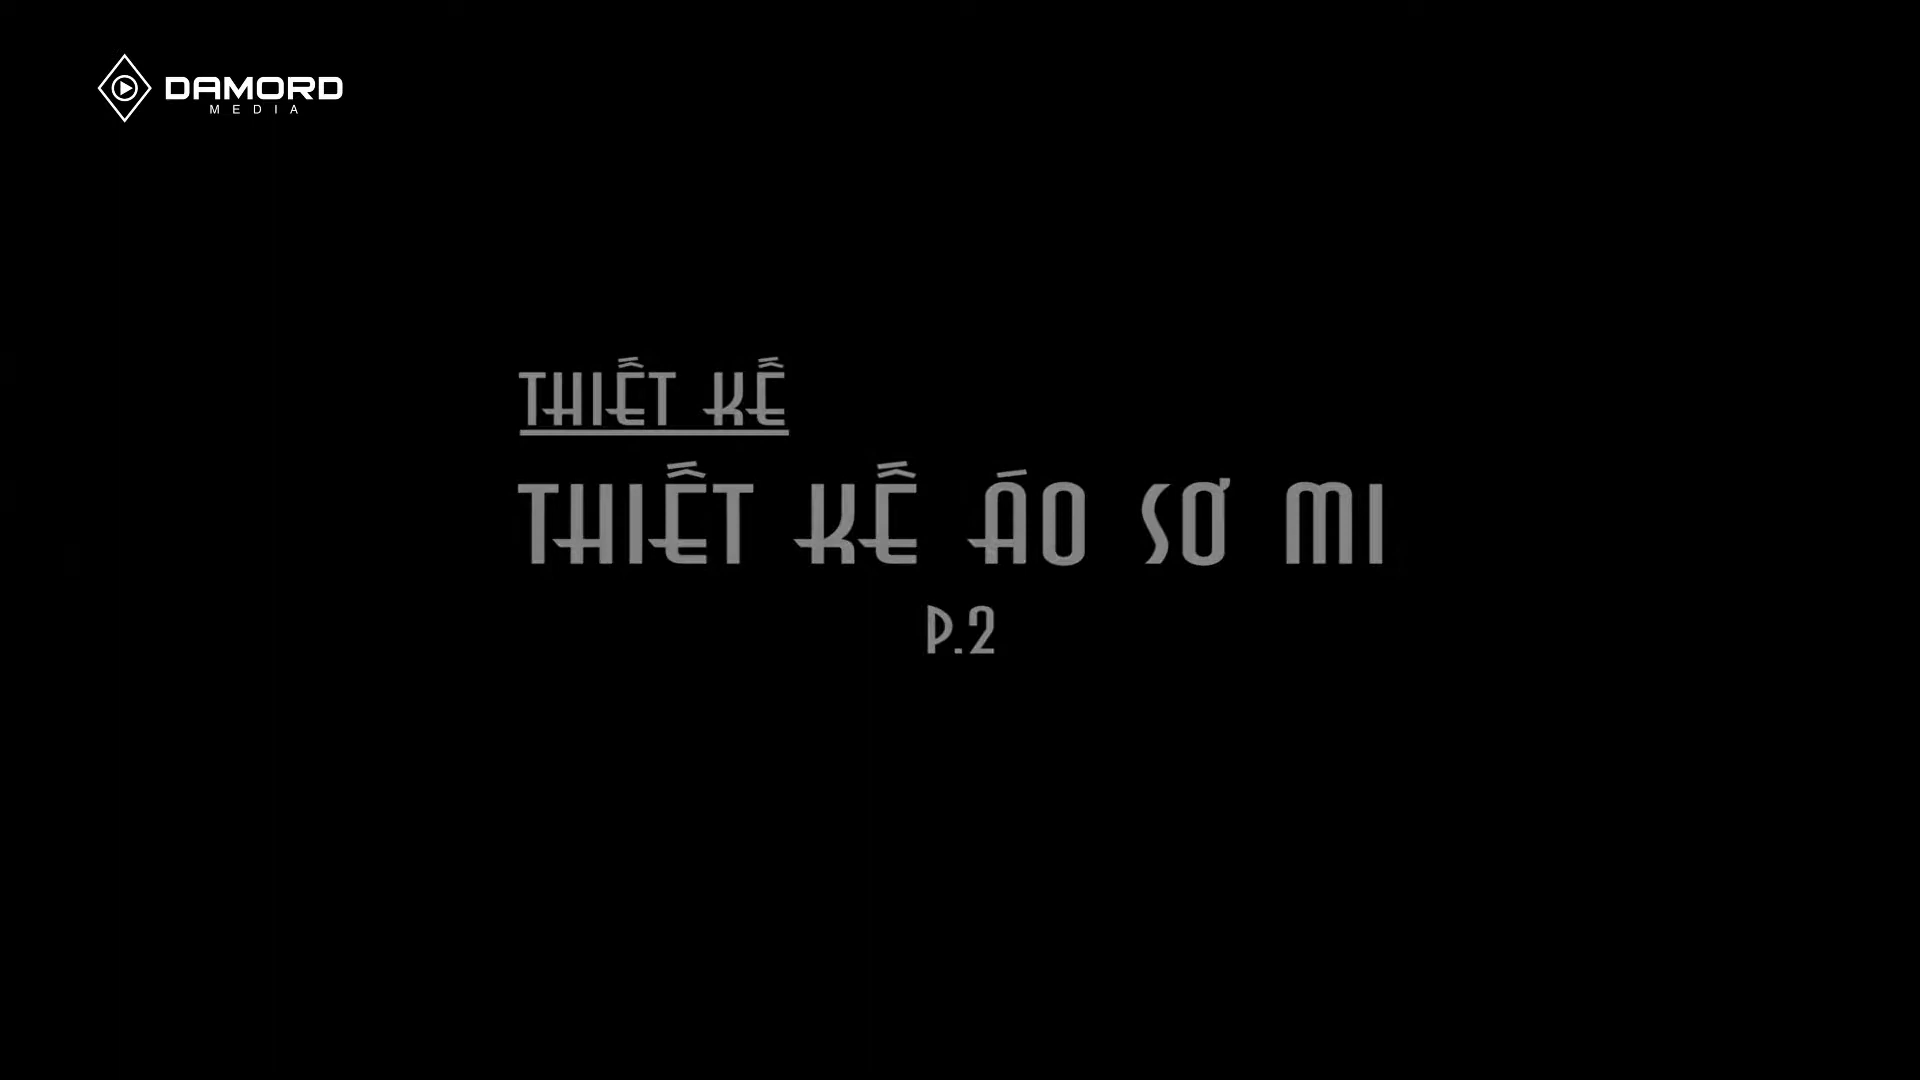 DAMORD
MEDIA
THIẾT KẾ
THIẾT KẾ ÁO SƠ MI
P.2